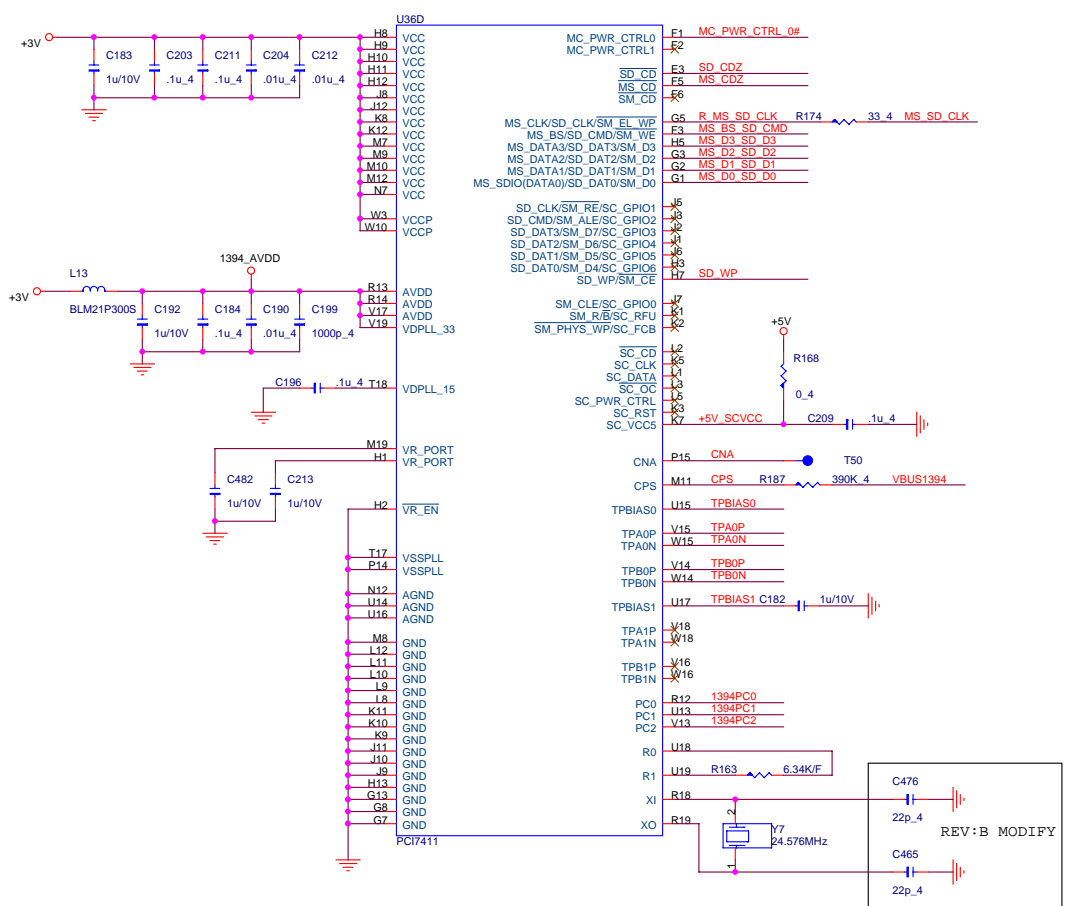 U36D
+3V
C183
1u/10V
C203
.1u_4
C211
.1u_4
C204
.01u_4
C212
.01u_4
H8 VCC
H9 VCC
H10 VCC
H11 VCC
H12 VCC
J8 VCC
J12 VCC
K8 VCC
K12 VCC
M7 VCC
M9 VCC
M10 VCC
M12 VCC
N7 VCC
W3 VCCP
W10 VCCP
1394_AVDD
L13
+3V
BLM21P300S
C192
1u/10V
C184
.1u_4
C190
.01u_4
C199
1000p_4
R13 AVDD
R14 AVDD
V17 AVDD
V19 VDPLL_33
C196 .1u_4 T18 VDPLL_15
M19 VR_PORT
H1 VR_PORT
C482
1u/10V
C213
1u/10V
H2 VR_EN
T17 VSSPLL
P14 VSSPLL
N12 AGND
U14 AGND
U16 AGND
M8 GND
L12 GND
L11 GND
L10 GND
L9 GND
L8 GND
K11 GND
K10 GND
K9 GND
J11 GND
J10 GND
J9 GND
H13 GND
G13 GND
G8 GND
G7 GND
PCI7411
MC_PWR_CTRL0 F1 MC_PWR_CTRL_0#
MC_PWR_CTRL1 F2
SD_CD E3 SD_CDZ
MS_CD F5 MS_CDZ
SM_CD F6
MS_CLK/SD_CLK/SM_EL_WP G5 R_MS_SD_CLK R174 33_4 MS_SD_CLK
MS_BS/SD_CMD/SM_WE F3 MS_BS_SD_CMD
MS_DATA3/SD_DAT3/SM_D3 H5 MS_D3_SD_D3
MS_DATA2/SD_DAT2/SM_D2 G3 MS_D2_SD_D2
MS_DATA1/SD_DAT1/SM_D1 G2 MS_D1_SD_D1
MS_SDIO(DATA0)/SD_DAT0/SM_D0 G1 MS_D0_SD_D0
SD_CLK/SM_RE/SC_GPIO1 J5
SD_CMD/SM_ALE/SC_GPIO2 J3
SD_DAT3/SM_D7/SC_GPIO3 J2
SD_DAT2/SM_D6/SC_GPIO4 J1
SD_DAT1/SM_D5/SC_GPIO5 J6
SD_DAT0/SM_D4/SC_GPIO6 H3
SD_WP/SM_CE H7 SD_WP
SM_CLE/SC_GPIO0 J7
SM_R/B/SC_RFU K1
SM_PHYS_WP/SC_FCB K2
+5V
R168
0_4
SC_CD L2
SC_CLK K5
SC_DATA L1
SC_OC L3
SC_PWR_CTRL L5
SC_RST K3
SC_VCC5 K7 +5V_SCVCC C209 .1u_4
CNA P15 CNA T50
CPS M11 CPS R187 390K_4 VBUS1394
TPBIAS0 U15 TPBIAS0
TPA0P V15 TPA0P
TPA0N W15 TPA0N
TPB0P V14 TPB0P
TPB0N W14 TPB0N
TPBIAS1 U17 TPBIAS1 C182 1u/10V
TPA1P V18
TPA1N W18
TPB1P V16
TPB1N W16
PC0 R12 1394PC0
PC1 U13 1394PC1
PC2 V13 1394PC2
R0 U18
R1 U19 R163 6.34K/F
XI R18
XO R19
2
Y7
24.576MHz
1
C476
22p_4
REV:B MODIFY
C465
22p_4